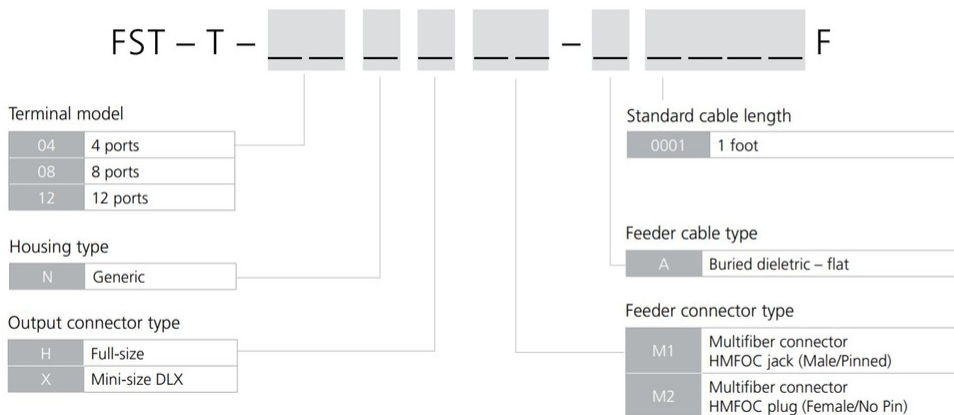 FST – T – __ __ __ __ __ __ – __ __ __ __ __ F
Terminal model
04 4 ports
08 8 ports
12 12 ports
Housing type
N Generic
Output connector type
H Full-size
X Mini-size DLX
Standard cable length
0001 1 foot
Feeder cable type
A Buried dieletric – flat
Feeder connector type
M1 Multifiber connector
HMFOC jack (Male/Pinned)
M2 Multifiber connector
HMFOC plug (Female/No Pin)